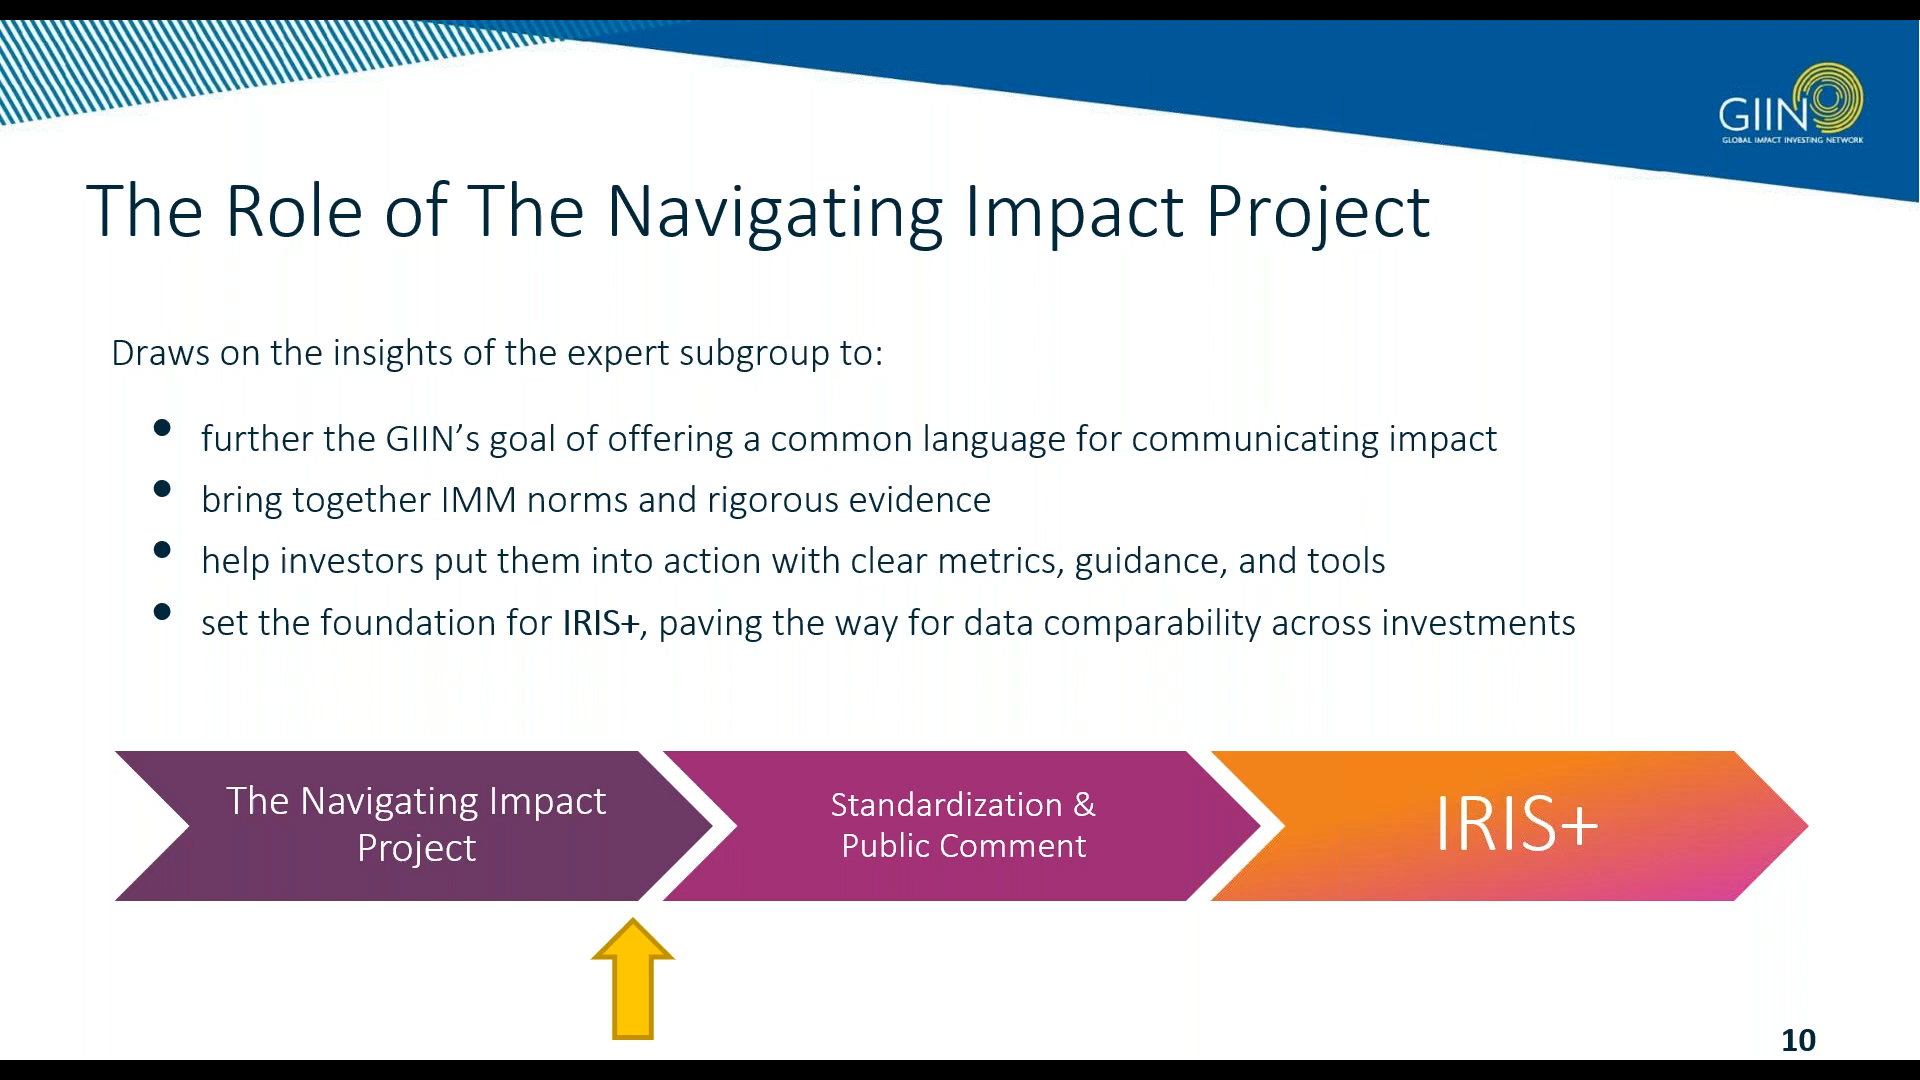 GIIN
GLOBAL IMPACT INVESTING NETWORK
The Role of The Navigating Impact Project
Draws on the insights of the expert subgroup to:
• further the GIIN’s goal of offering a common language for communicating impact
• bring together IMM norms and rigorous evidence
• help investors put them into action with clear metrics, guidance, and tools
• set the foundation for IRIS+, paving the way for data comparability across investments
The Navigating Impact
Project
Standardization &
Public Comment
IRIS+
10